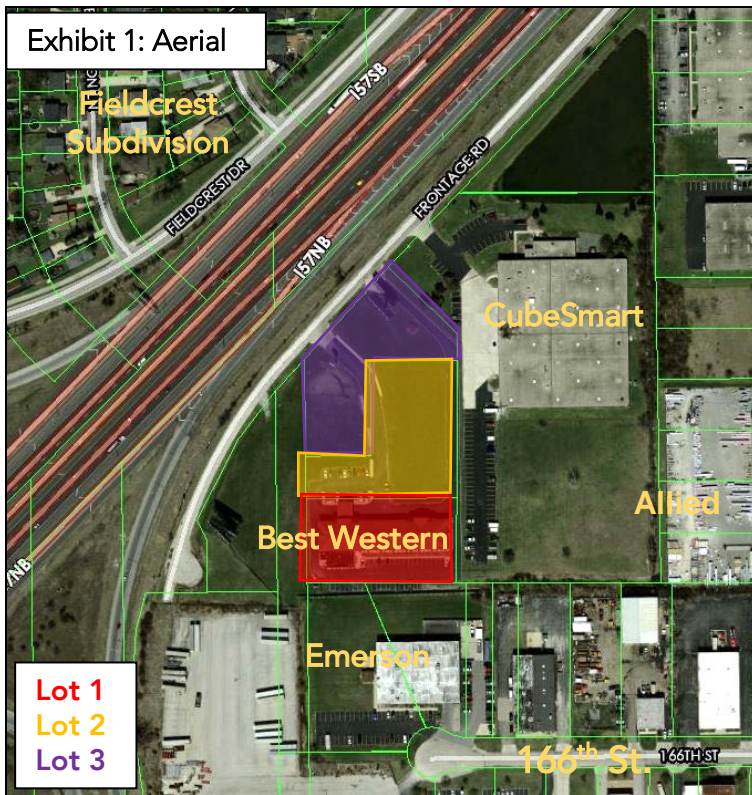 Exhibit 1: Aerial
I57SB
Fieldcrest
Subdivision
FIELDCREST DR
FRONTAGE RD
I57NB
CubeSmart
Allied
Best Western
Emerson
Lot 1
Lot 2
Lot 3
166th St.
166TH ST